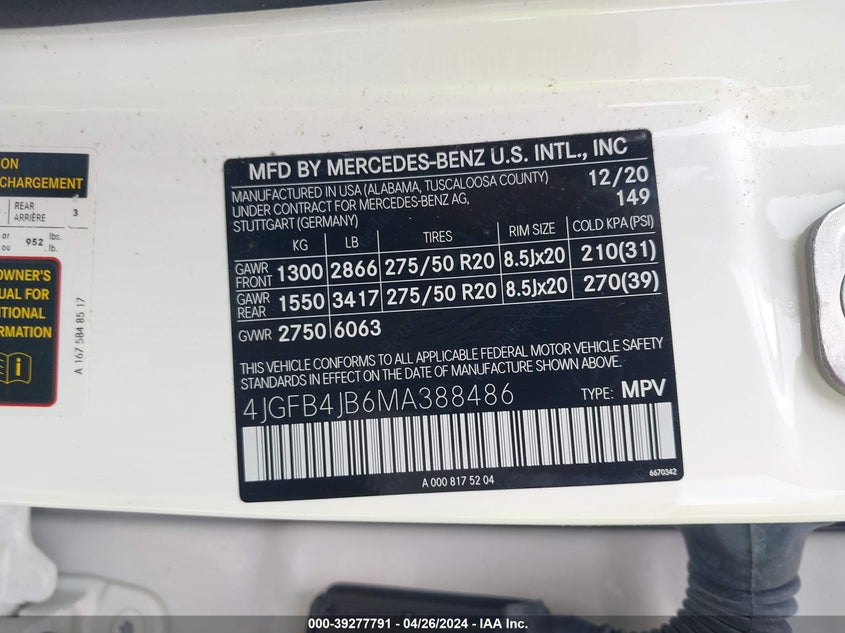 ON
CHARGEMENT
REAR
ARRIÈRE
3
or
ou
952
lbs.
lb.
OWNER'S
UAL FOR
ITIONAL
RMATION
A 167 584 85 17
MFD BY MERCEDES-BENZ U.S. INTL., INC
MANUFACTURED IN USA (ALABAMA, TUSCALOOSA COUNTY) 12/20
UNDER CONTRACT FOR MERCEDES-BENZ AG, 149
STUTTGART (GERMANY)
KG LB TIRES RIM SIZE COLD KPA (PSI)
GAWR FRONT 1300 2866 275/50 R20 8.5Jx20 210(31)
GAWR REAR 1550 3417 275/50 R20 8.5Jx20 270(39)
GVWR 2750 6063
THIS VEHICLE CONFORMS TO ALL APPLICABLE FEDERAL MOTOR VEHICLE SAFETY
STANDARDS IN EFFECT ON THE DATE OF MANUFACTURE SHOWN ABOVE.
4JGFB4JB6MA388486 TYPE: MPV
A 000 817 52 04
6670342
000-39277791 - 04/26/2024 - IAA Inc.